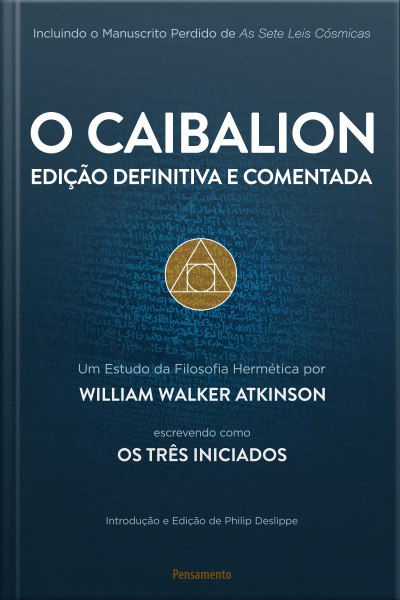 Incluindo o Manuscrito Perdido de As Sete Leis Cósmicas
O CAIBALION
EDIÇÃO DEFINITIVA E COMENTADA
Um Estudo da Filosofia Hermética por
WILLIAM WALKER ATKINSON
escrevendo como
OS TRÊS INICIADOS
Introdução e Edição de Philip Deslippe
Pensamento